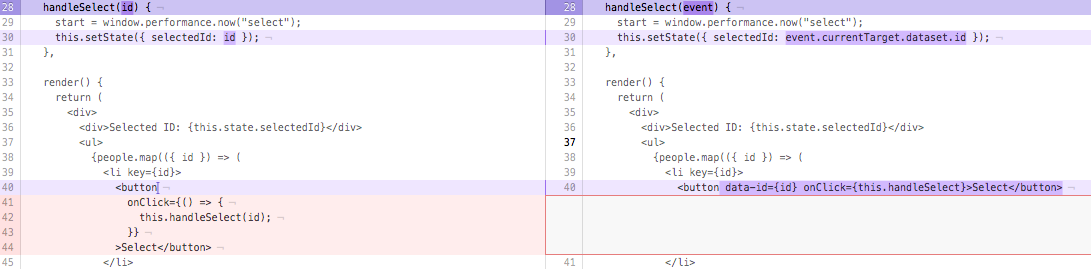 28 handleSelect(id) { ¬
29 start = window.performance.now("select");
30 this.setState({ selectedId: id }); ¬
31 },
32
33 render() {
34 return (
35 <div>
36 <div>Selected ID: {this.state.selectedId}</div>
37 <ul>
38 {people.map(({ id }) => (
39 <li key={id}>
40 <button ¬
41 onClick={() => { ¬
42 this.handleSelect(id); ¬
43 }} ¬
44 >Select</button> ¬
45 </li>
28 handleSelect(event) { ¬
29 start = window.performance.now("select");
30 this.setState({ selectedId: event.currentTarget.dataset.id }); ¬
31 },
32
33 render() {
34 return (
35 <div>
36 <div>Selected ID: {this.state.selectedId}</div>
37 <ul>
38 {people.map(({ id }) => (
39 <li key={id}>
40 <button data-id={id} onClick={this.handleSelect}>Select</button> ¬
41 </li>